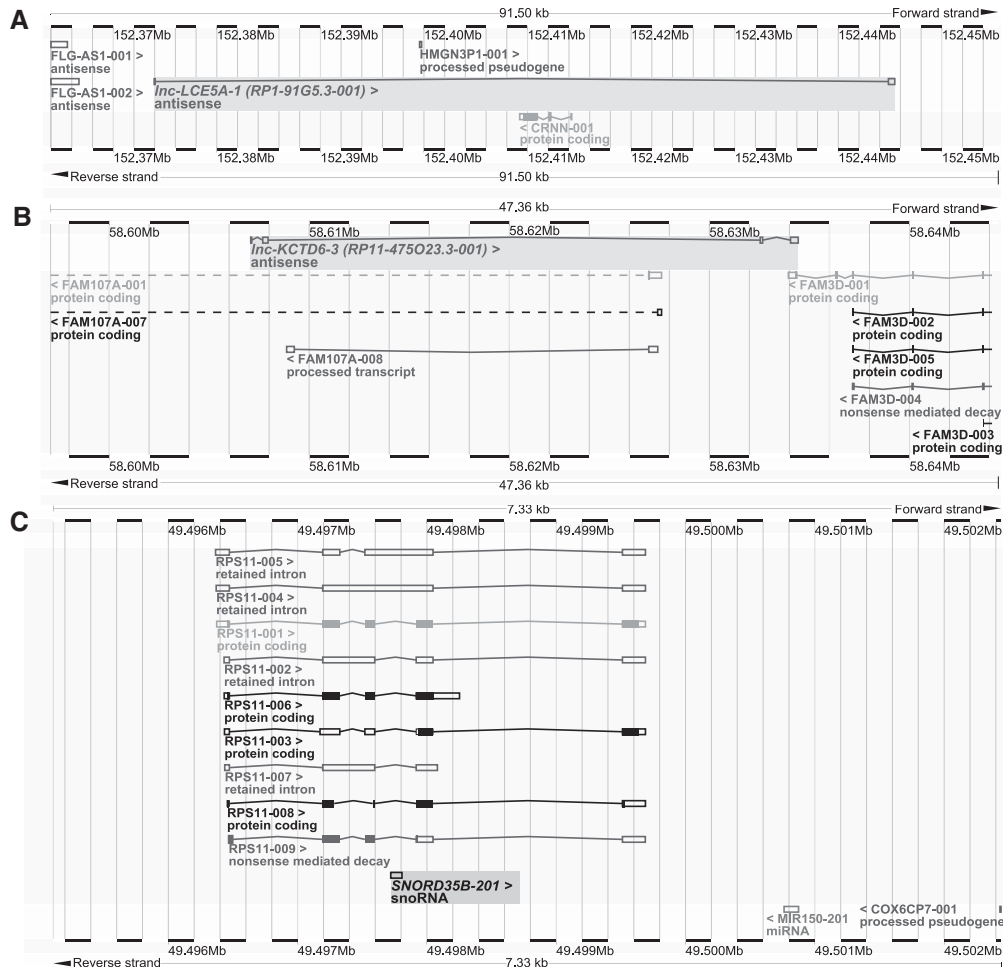 A
91.50 kb
Forward strand
152.37Mb 152.38Mb 152.39Mb 152.40Mb 152.41Mb 152.42Mb 152.43Mb 152.44Mb 152.45Mb
FLG-AS1-001 >
antisense
HMGN3P1-001 >
processed pseudogene
FLG-AS1-002 >
antisense
lnc-LCE5A-1 (RP1-91G5.3-001) >
antisense
< CRNN-001
protein coding
152.37Mb 152.38Mb 152.39Mb 152.40Mb 152.41Mb 152.42Mb 152.43Mb 152.44Mb 152.45Mb
Reverse strand
91.50 kb
B
47.36 kb
Forward strand
58.60Mb 58.61Mb 58.62Mb 58.63Mb 58.64Mb
lnc-KCTD6-3 (RP11-475O23.3-001) >
antisense
< FAM107A-001
protein coding
< FAM3D-001
protein coding
< FAM107A-007
protein coding
< FAM3D-002
protein coding
< FAM107A-008
processed transcript
< FAM3D-005
protein coding
< FAM3D-004
nonsense mediated decay
< FAM3D-003
protein coding
58.60Mb 58.61Mb 58.62Mb 58.63Mb 58.64Mb
Reverse strand
47.36 kb
C
7.33 kb
Forward strand
49.496Mb 49.497Mb 49.498Mb 49.499Mb 49.500Mb 49.501Mb 49.502Mb
RPS11-005 >
retained intron
RPS11-004 >
retained intron
RPS11-001 >
protein coding
RPS11-002 >
retained intron
RPS11-006 >
protein coding
RPS11-003 >
protein coding
RPS11-007 >
retained intron
RPS11-008 >
protein coding
RPS11-009 >
nonsense mediated decay
SNORD35B-201 >
snoRNA
< MIR150-201
miRNA
< COX6CP7-001
processed pseudogene
49.496Mb 49.497Mb 49.498Mb 49.499Mb 49.500Mb 49.501Mb 49.502Mb
Reverse strand
7.33 kb